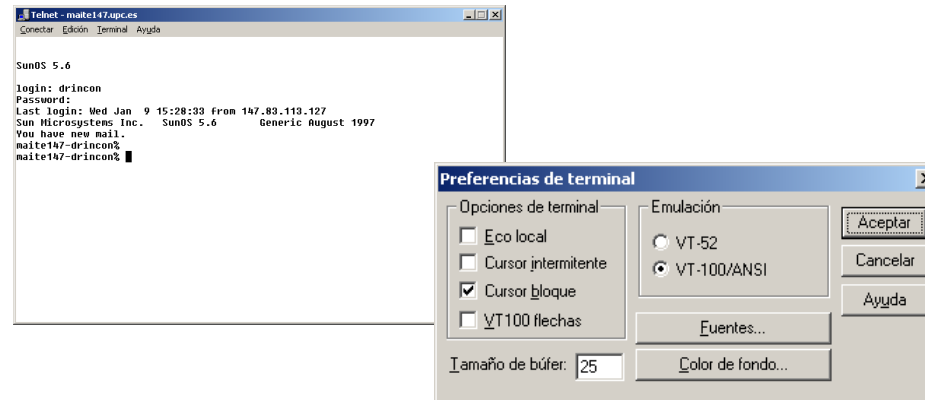 Telnet - maite147.upc.es
Conectar Edición Terminal Ayuda
SunOS 5.6
login: drincon
Password:
Last login: Wed Jan 9 15:28:33 from 147.83.113.127
Sun Microsystems Inc. SunOS 5.6 Generic August 1997
You have new mail.
maite147-drincon%
maite147-drincon%
Preferencias de terminal
Opciones de terminal
Eco local
Cursor intermitente
Cursor bloque
VT100 flechas
Tamaño de búfer: 25
Emulación
VT-52
VT-100/ANSI
Fuentes...
Color de fondo...
Aceptar
Cancelar
Ayuda